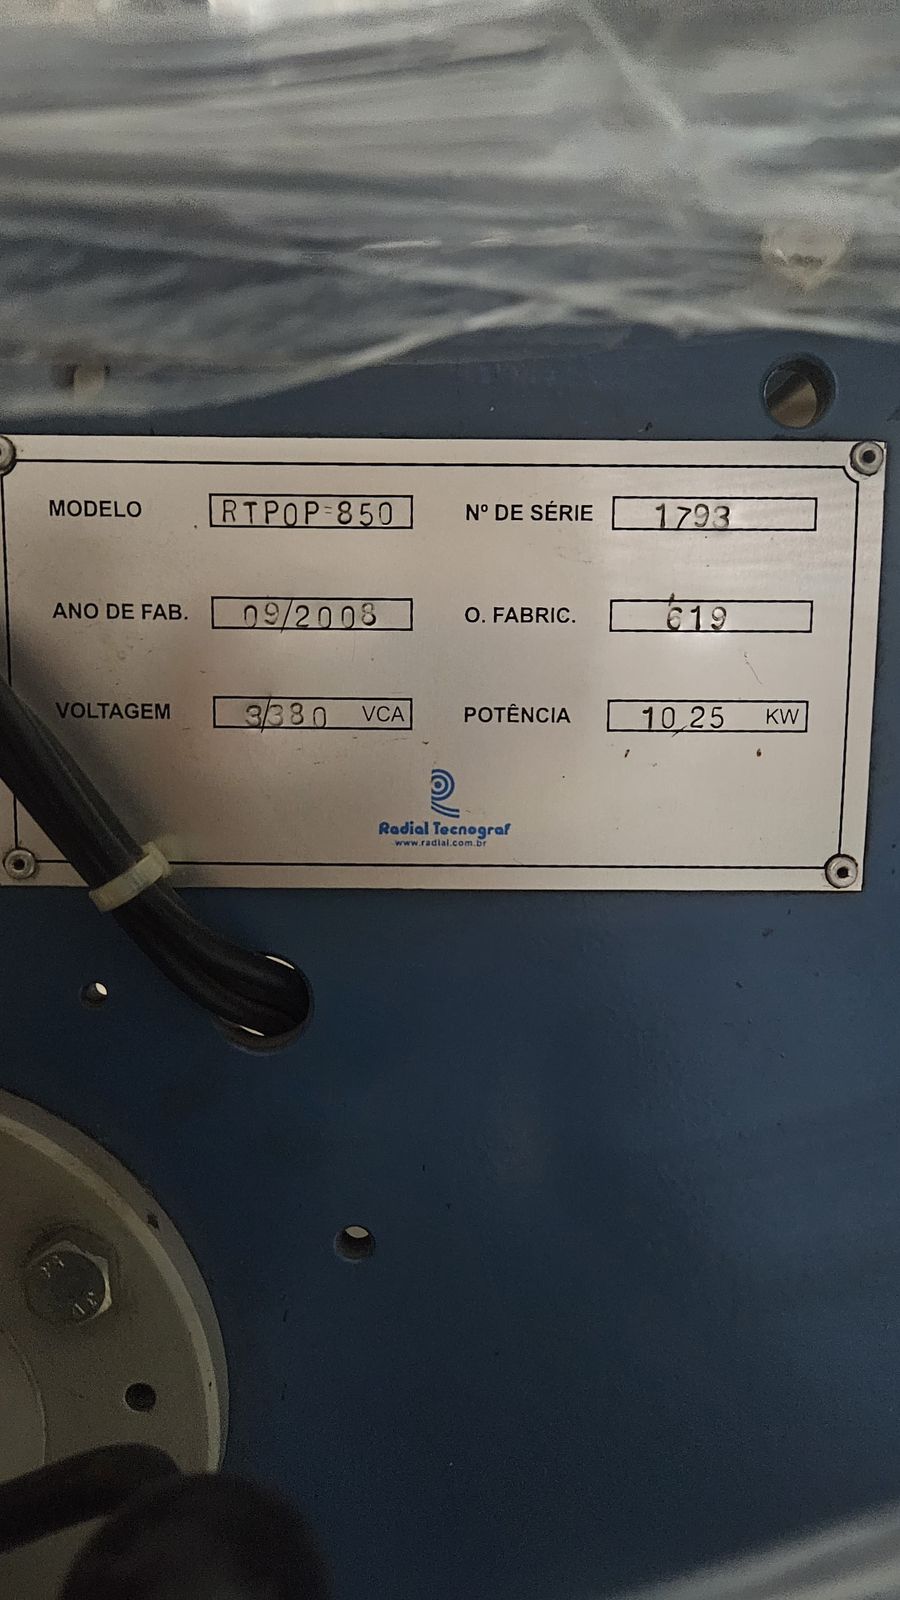 MODELO RTPOP-850 Nº DE SÉRIE 1793
ANO DE FAB. 09/2008 O. FABRIC. 619
VOLTAGEM 3/380 VCA POTÊNCIA 10,25 KW
Radial Tecnograf
www.radial.com.br